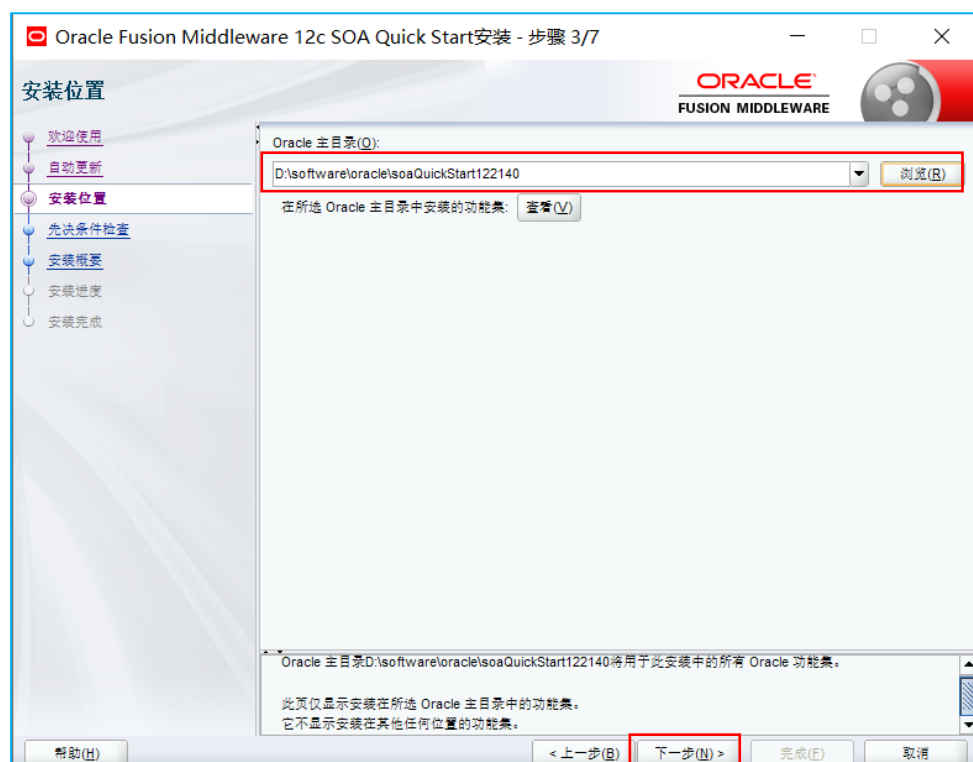 Oracle Fusion Middleware 12c SOA Quick Start安装 - 步骤 3/7
安装位置
ORACLE
FUSION MIDDLEWARE
欢迎使用
自动更新
安装位置
先决条件检查
安装概要
安装进度
安装完成
Oracle 主目录(O):
D:\software\oracle\soaQuickStart122140
浏览(R)
在所选 Oracle 主目录中安装的功能集: 查看(V)
Oracle 主目录D:\software\oracle\soaQuickStart122140将用于此安装中的所有 Oracle 功能集。
此页仅显示安装在所选 Oracle 主目录中的功能集。
它不显示安装在其他任何位置的功能集。
帮助(H)
< 上一步(B)
下一步(N) >
完成(F)
取消